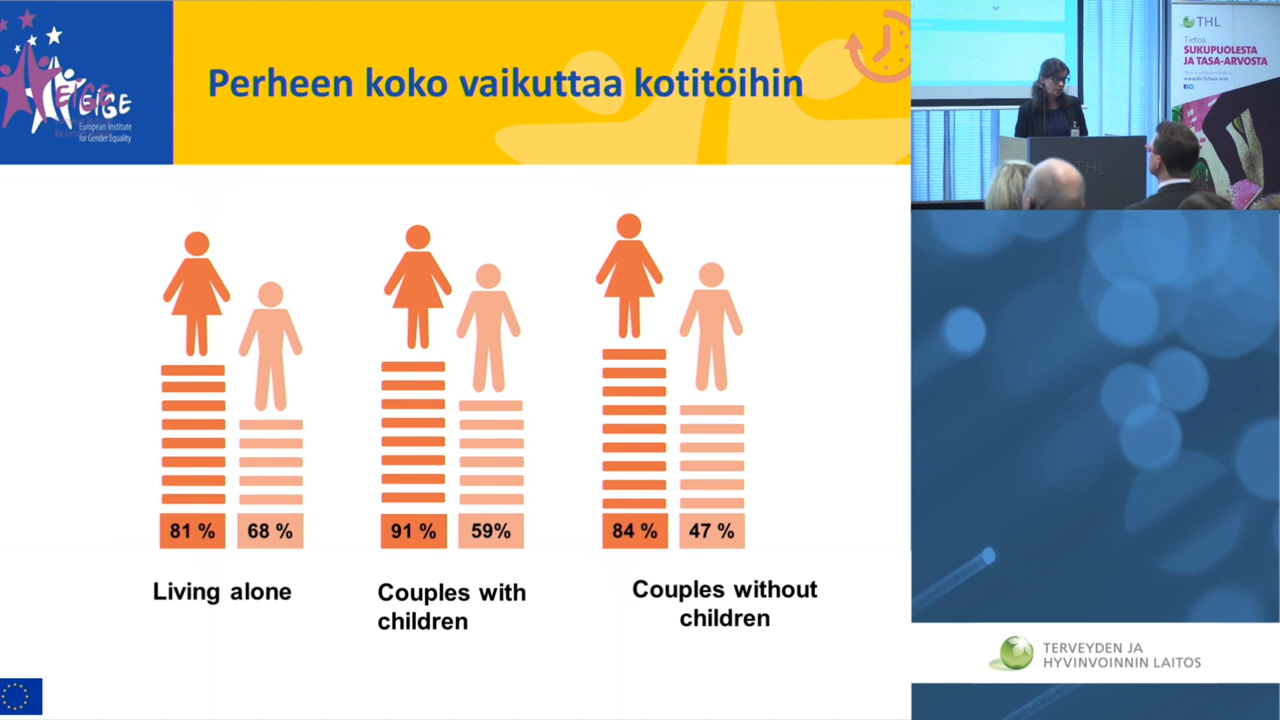 Perheen koko vaikuttaa kotitöihin
EIGE
European Institute
for Gender Equality
81 %
68 %
91 %
59%
84 %
47 %
Living alone
Couples with
children
Couples without
children
THL
Tietoa
SUKUPUOLESTA
JA TASA-ARVOSTA
THL
TERVEYDEN JA
HYVINVOINNIN LAITOS